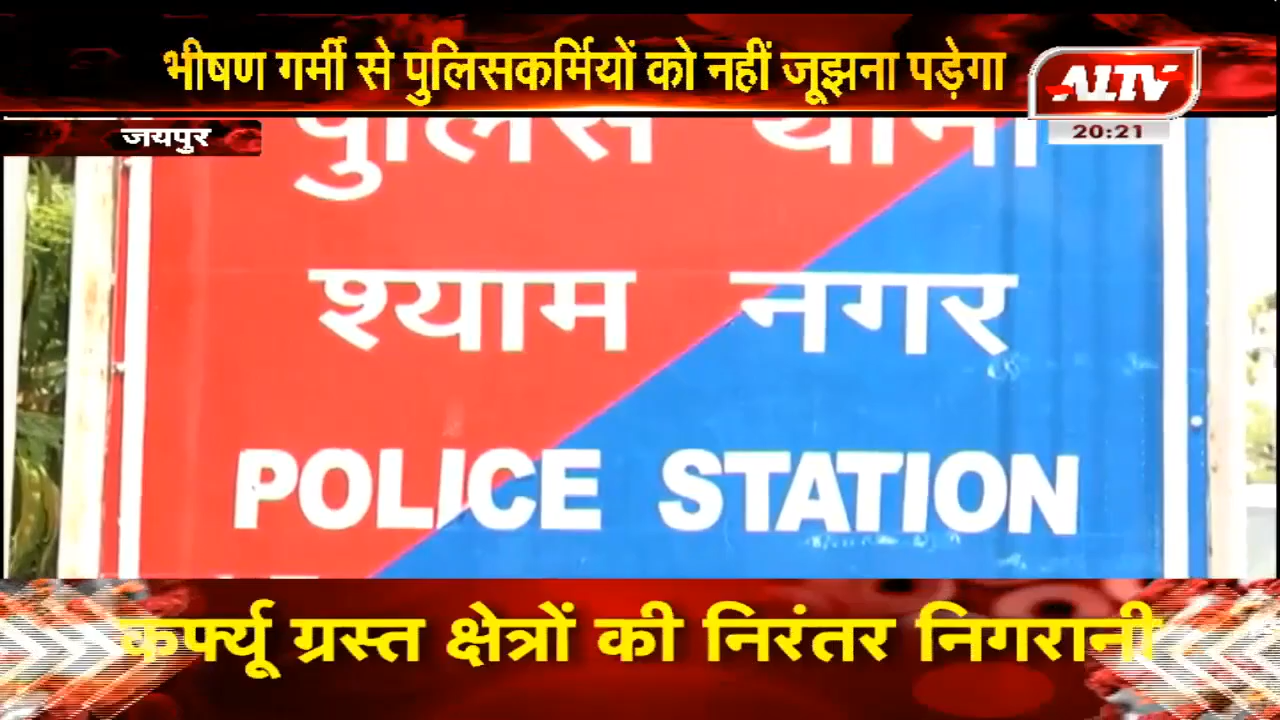 भीषण गर्मी से पुलिसकर्मियों को नहीं जूझना पड़ेगा
ALTV
जयपुर
20:21
पुलिस थाना
श्याम नगर
POLICE STATION
कर्फ्यू ग्रस्त क्षेत्रों की निरंतर निगरानी